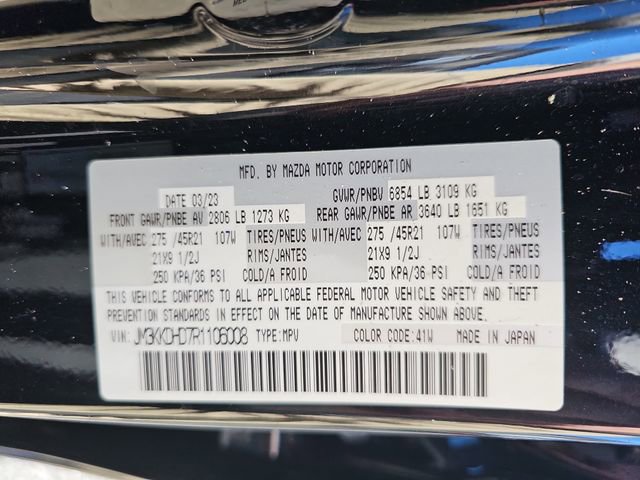 MFD. BY MAZDA MOTOR CORPORATION
DATE 03/23 GVWR/PNBV 6854 LB 3109 KG
FRONT GAWR/PNBE AV 2806 LB 1273 KG REAR GAWR/PNBE AR 3640 LB 1651 KG
WITH/AVEC 275 /45R21 107W TIRES/PNEUS WITH/AVEC 275 /45R21 107W TIRES/PNEUS
21X9 1/2J RIMS/JANTES 21X9 1/2J RIMS/JANTES
250 KPA/36 PSI COLD/A FROID 250 KPA/36 PSI COLD/A FROID
THIS VEHICLE CONFORMS TO ALL APPLICABLE FEDERAL MOTOR VEHICLE SAFETY AND THEFT
PREVENTION STANDARDS IN EFFECT ON THE DATE OF MANUFACTURE SHOWN ABOVE.
VIN: JM3KKDHD7R1106008 TYPE:MPV COLOR CODE:41W MADE IN JAPAN